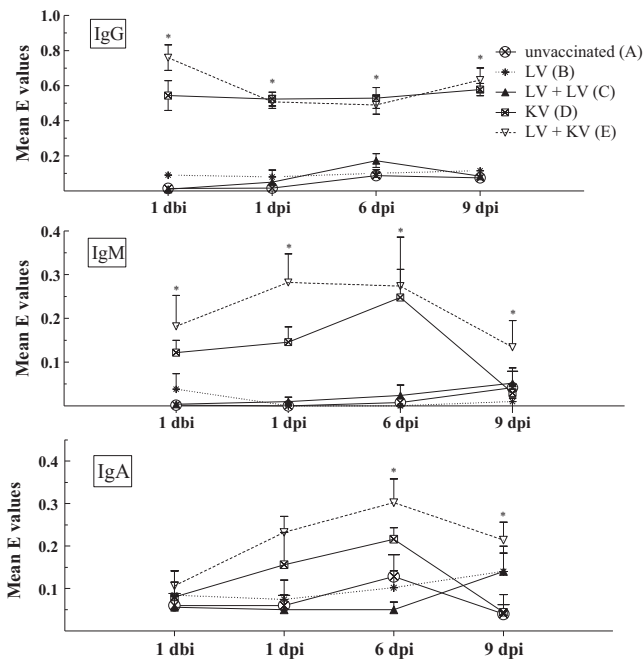 IgG
Mean E values
1.0
0.8
0.6
0.4
0.2
* * * *
1 dbi 1 dpi 6 dpi 9 dpi
unvaccinated (A)
LV (B)
LV + LV (C)
KV (D)
LV + KV (E)
IgM
Mean E values
0.4
0.3
0.2
0.1
* * * *
1 dbi 1 dpi 6 dpi 9 dpi
IgA
Mean E values
0.4
0.3
0.2
0.1
* *
1 dbi 1 dpi 6 dpi 9 dpi